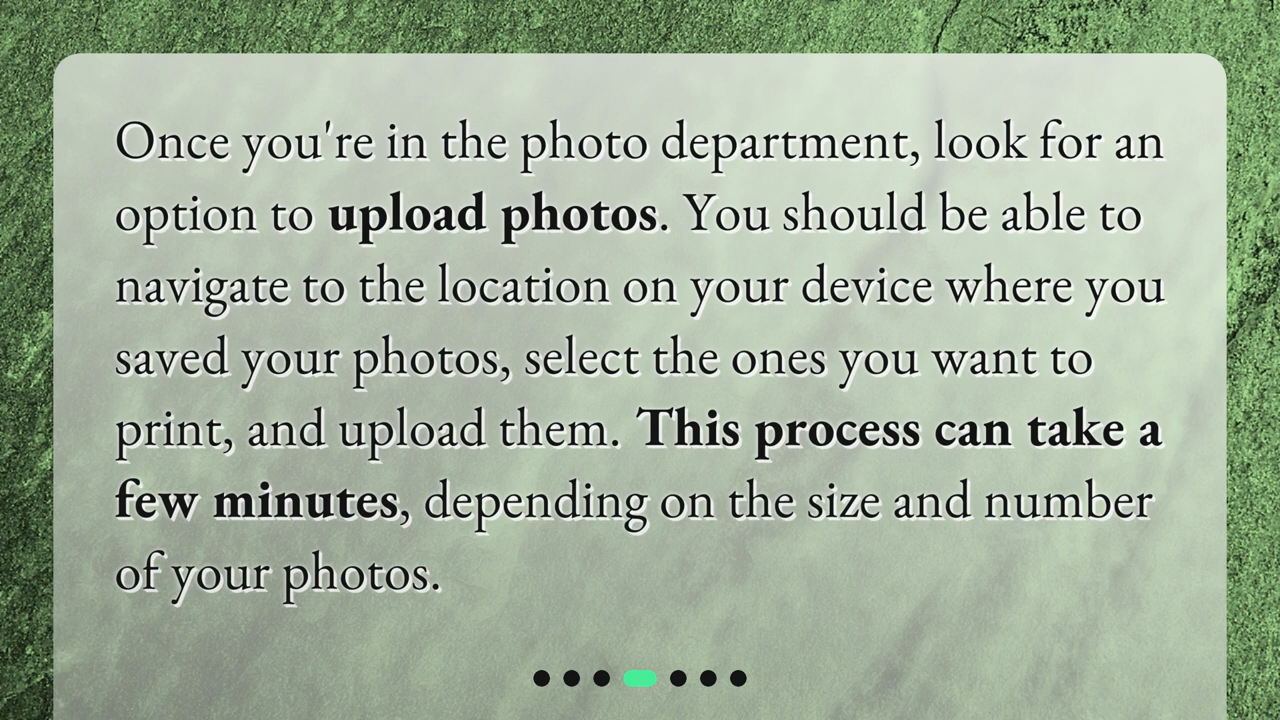 Once you're in the photo department, look for an
option to upload photos. You should be able to
navigate to the location on your device where you
saved your photos, select the ones you want to
print, and upload them. This process can take a
few minutes, depending on the size and number
of your photos.